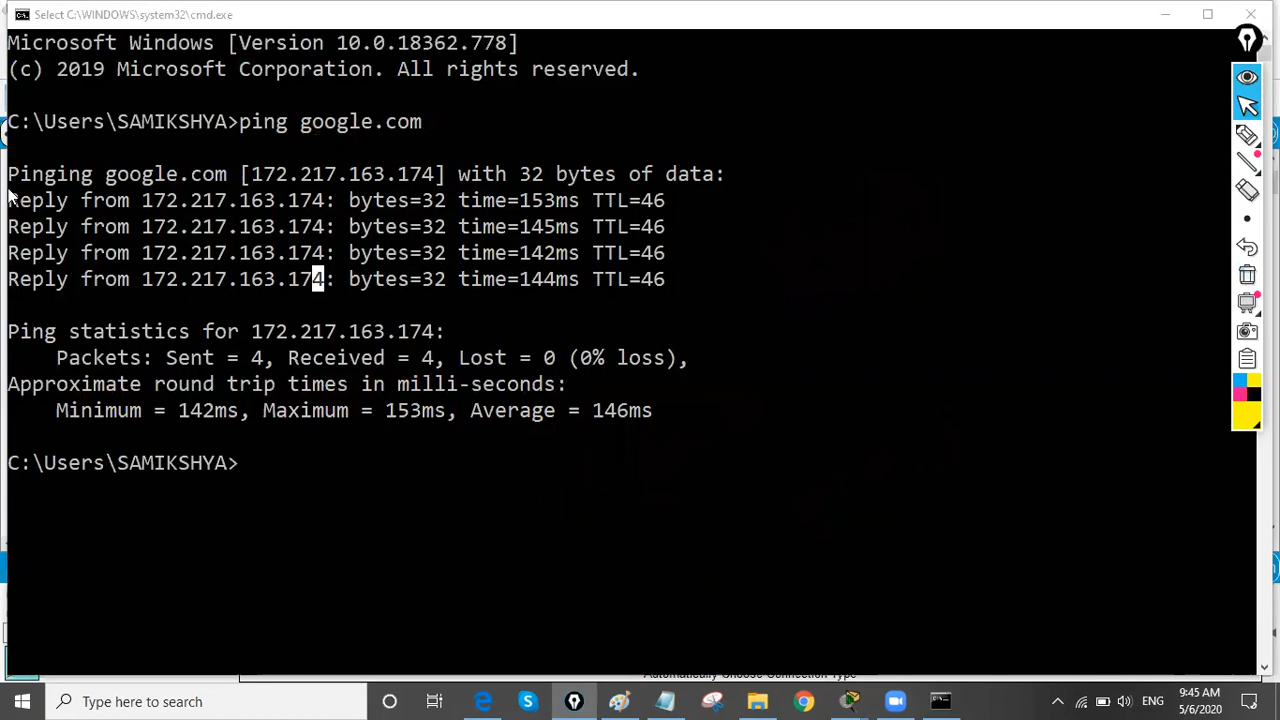 Select C:\WINDOWS\system32\cmd.exe
Microsoft Windows [Version 10.0.18362.778]
(c) 2019 Microsoft Corporation. All rights reserved.
C:\Users\SAMIKSHYA>ping google.com
Pinging google.com [172.217.163.174] with 32 bytes of data:
Reply from 172.217.163.174: bytes=32 time=153ms TTL=46
Reply from 172.217.163.174: bytes=32 time=145ms TTL=46
Reply from 172.217.163.174: bytes=32 time=142ms TTL=46
Reply from 172.217.163.174: bytes=32 time=144ms TTL=46
Ping statistics for 172.217.163.174:
Packets: Sent = 4, Received = 4, Lost = 0 (0% loss),
Approximate round trip times in milli-seconds:
Minimum = 142ms, Maximum = 153ms, Average = 146ms
C:\Users\SAMIKSHYA>
Automatically Choose Connection Type
Type here to search
ENG
9:45 AM
5/6/2020